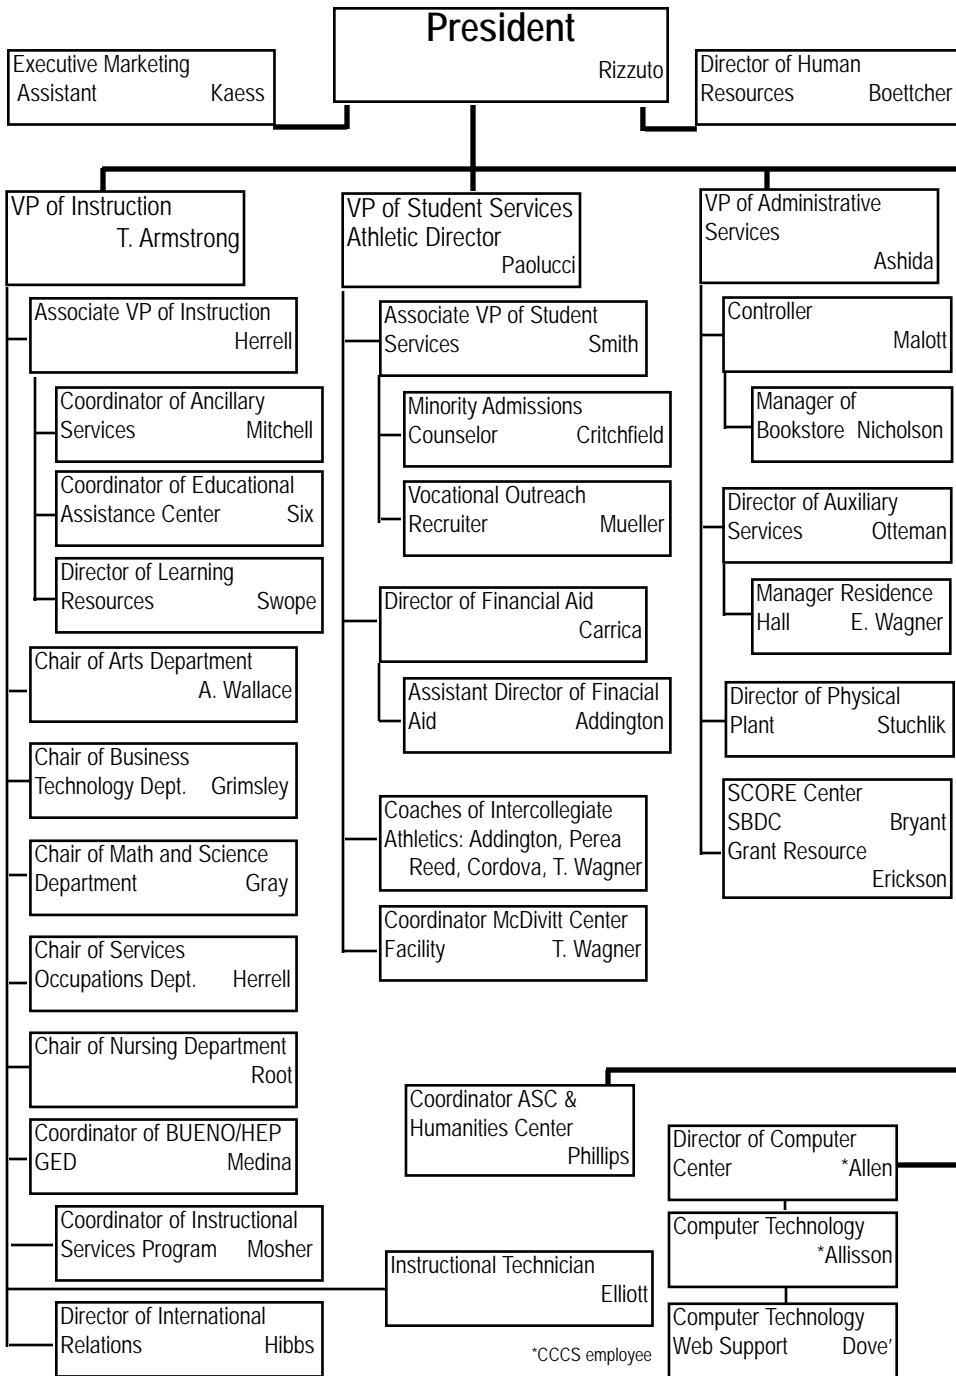 President
Rizzuto
Executive Marketing
Assistant Kaess
Director of Human
Resources Boettcher
VP of Instruction
T. Armstrong
Associate VP of Instruction
Herrell
Coordinator of Ancillary
Services Mitchell
Coordinator of Educational
Assistance Center Six
Director of Learning
Resources Swope
Chair of Arts Department
A. Wallace
Chair of Business
Technology Dept. Grimsley
Chair of Math and Science
Department Gray
Chair of Services
Occupations Dept. Herrell
Chair of Nursing Department
Root
Coordinator of BUENO/HEP
GED Medina
Coordinator of Instructional
Services Program Mosher
Instructional Technician
Elliott
Director of International
Relations Hibbs
VP of Student Services
Athletic Director
Paolucci
Associate VP of Student
Services Smith
Minority Admissions
Counselor Critchfield
Vocational Outreach
Recruiter Mueller
Director of Financial Aid
Carrica
Assistant Director of Finacial
Aid Addington
Coaches of Intercollegiate
Athletics: Addington, Perea
Reed, Cordova, T. Wagner
Coordinator McDivitt Center
Facility T. Wagner
VP of Administrative
Services
Ashida
Controller
Malott
Manager of
Bookstore Nicholson
Director of Auxiliary
Services Otteman
Manager Residence
Hall E. Wagner
Director of Physical
Plant Stuchlik
SCORE Center
SBDC Bryant
Grant Resource
Erickson
Coordinator ASC &
Humanities Center
Phillips
Director of Computer
Center *Allen
Computer Technology
*Allisson
Computer Technology
Web Support Dove'
*CCCS employee